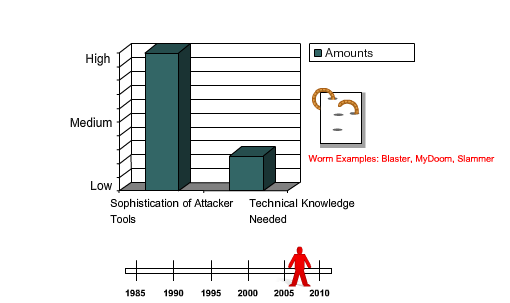 High
Medium
Low
Sophistication of Attacker
Tools
Technical Knowledge
Needed
Amounts
Worm Examples: Blaster, MyDoom, Slammer
1985 1990 1995 2000 2005 2010